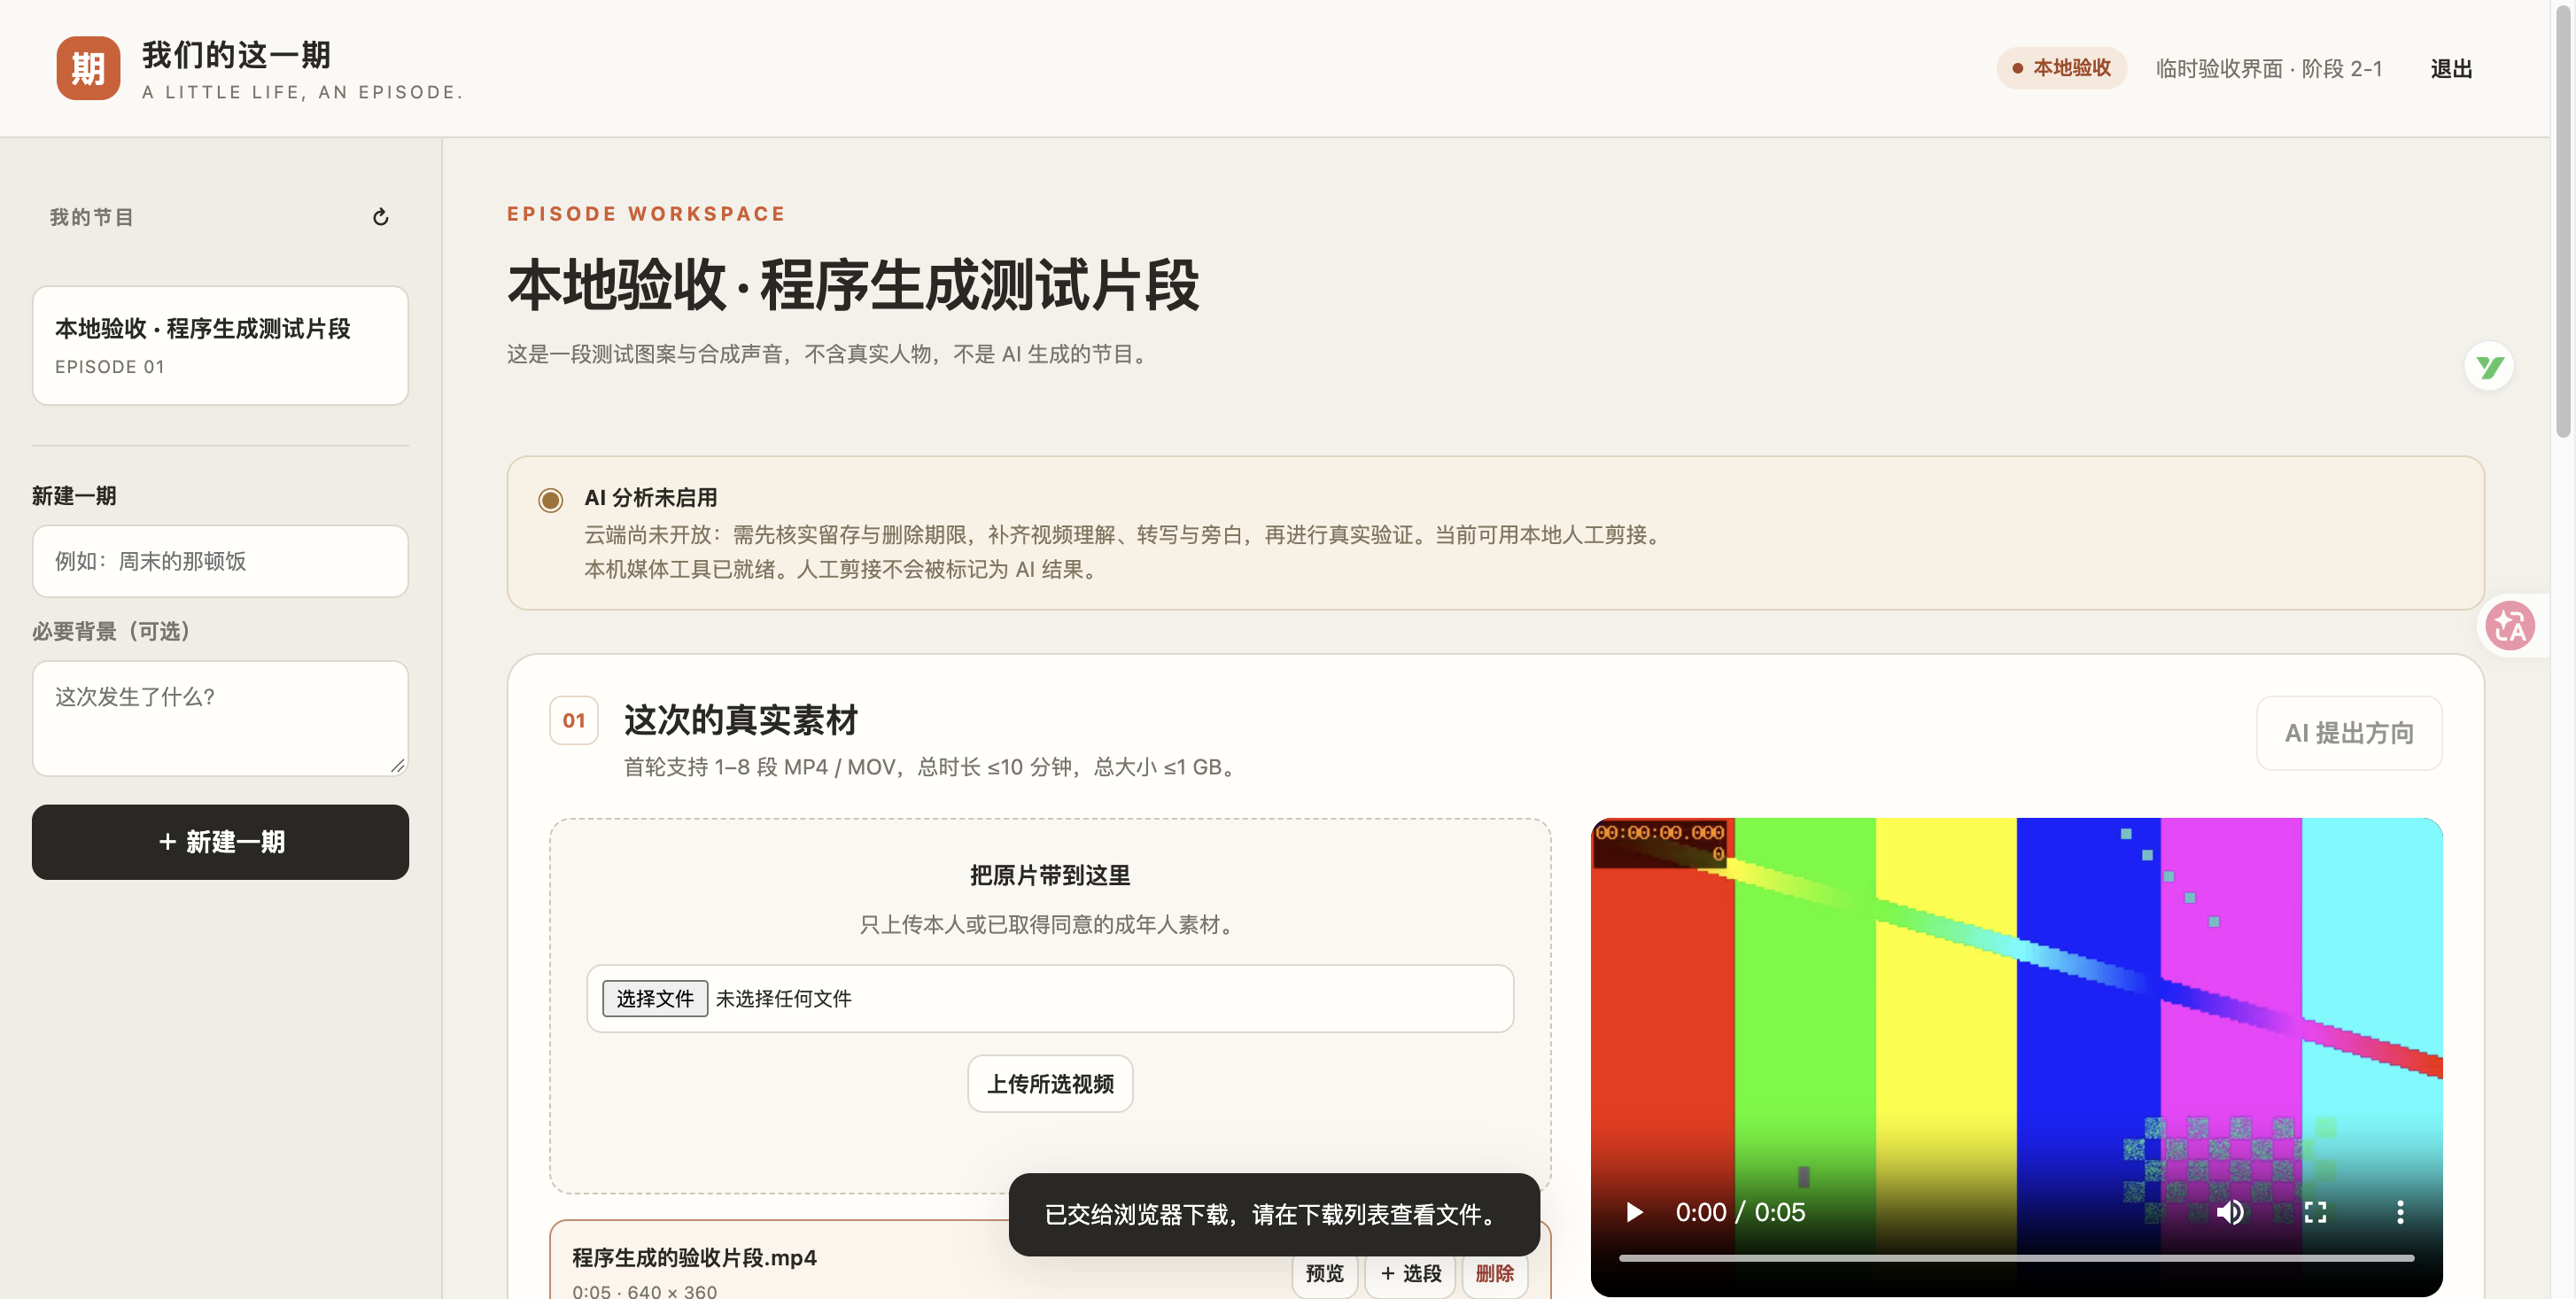 期
我们的这一期
A LITTLE LIFE, AN EPISODE.
本地验收
临时验收界面 · 阶段 2-1
退出
我的节目
本地验收 · 程序生成测试片段
EPISODE 01
新建一期
例如：周末的那顿饭
必要背景（可选）
这次发生了什么？
+ 新建一期
EPISODE WORKSPACE
本地验收 · 程序生成测试片段
这是一段测试图案与合成声音，不含真实人物，不是 AI 生成的节目。
AI 分析未启用
云端尚未开放：需先核实留存与删除期限，补齐视频理解、转写与旁白，再进行真实验证。当前可用本地人工剪接。
本机媒体工具已就绪。人工剪接不会被标记为 AI 结果。
01
这次的真实素材
首轮支持 1–8 段 MP4 / MOV，总时长 ≤10 分钟，总大小 ≤1 GB。
AI 提出方向
把原片带到这里
只上传本人或已取得同意的成年人素材。
选择文件 未选择任何文件
上传所选视频
00:00:00.000
0
0:00 / 0:05
已交给浏览器下载，请在下载列表查看文件。
程序生成的验收片段.mp4
0:05 · 640 × 360
预览
+ 选段
删除